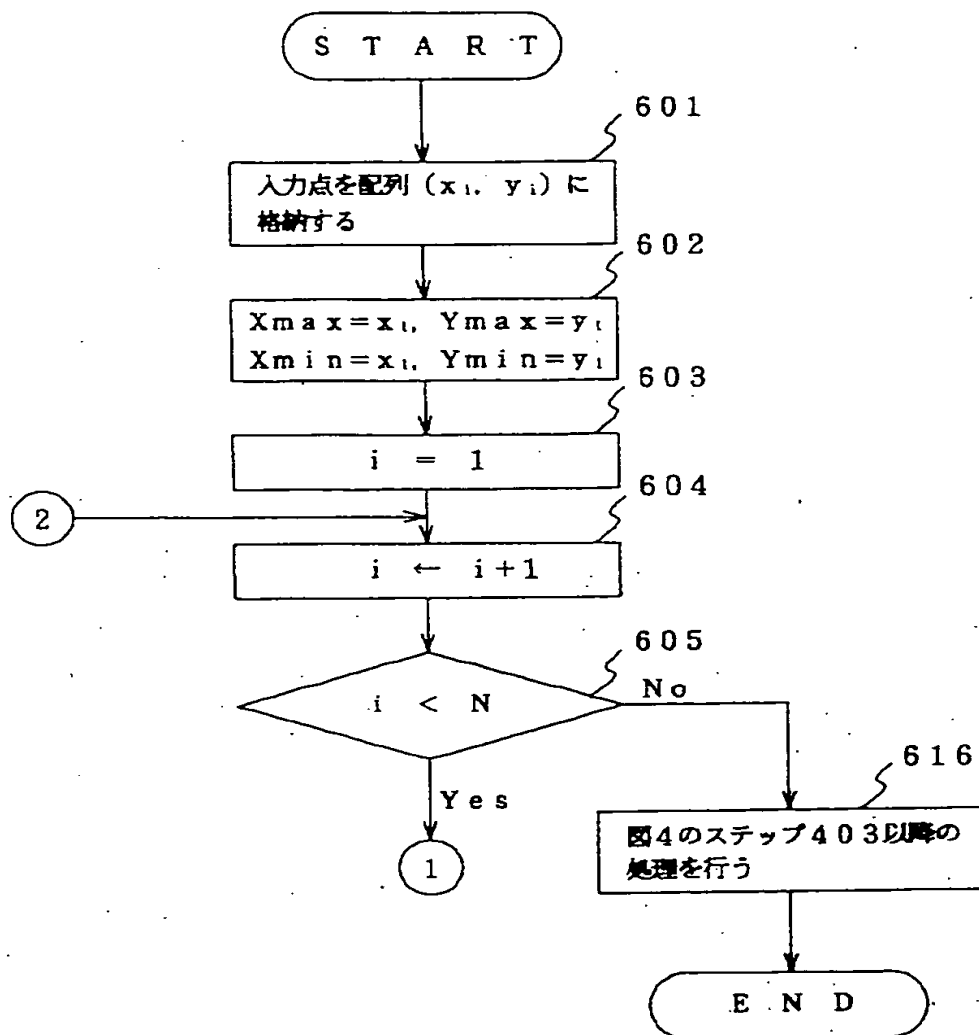 START
601
入力点を配列（xi, yi）に
格納する
602
Xmax=x1, Ymax=y1
Xmin=x1, Ymin=y1
603
i = 1
604
2
i ← i+1
605
i < N
No
Yes
616
1
図4のステップ403以降の
処理を行う
END